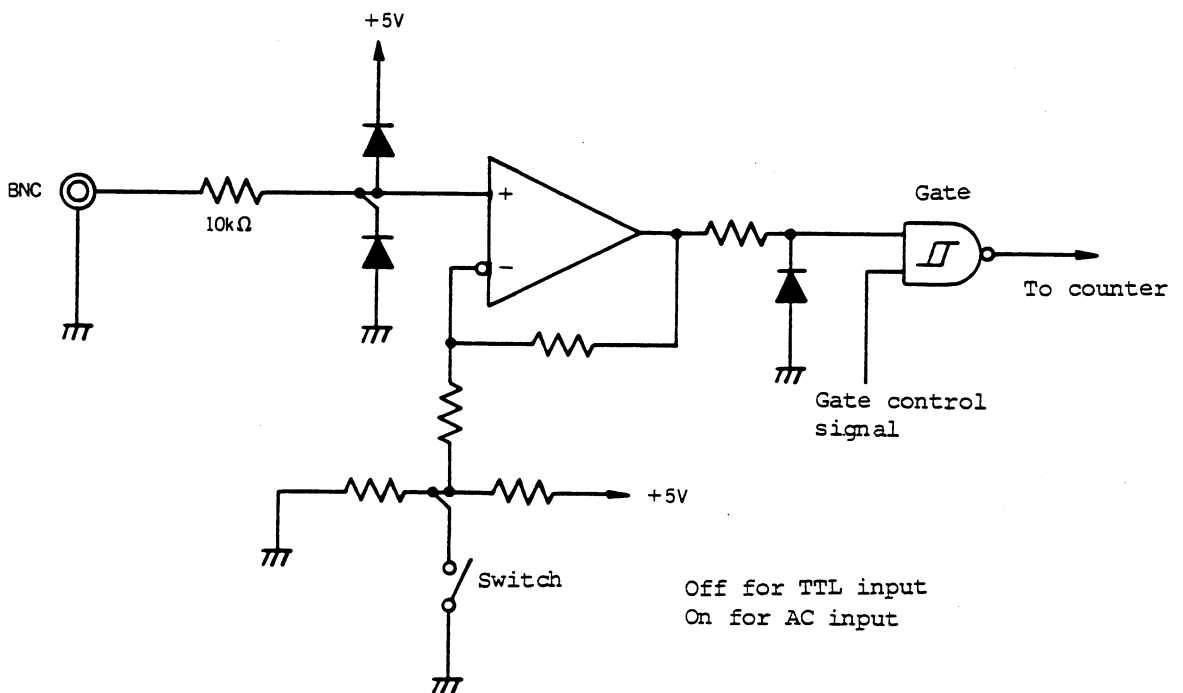 +5V
BNC
10kΩ
+
−
Gate
To counter
Gate control
signal
+5V
Switch
Off for TTL input
On for AC input